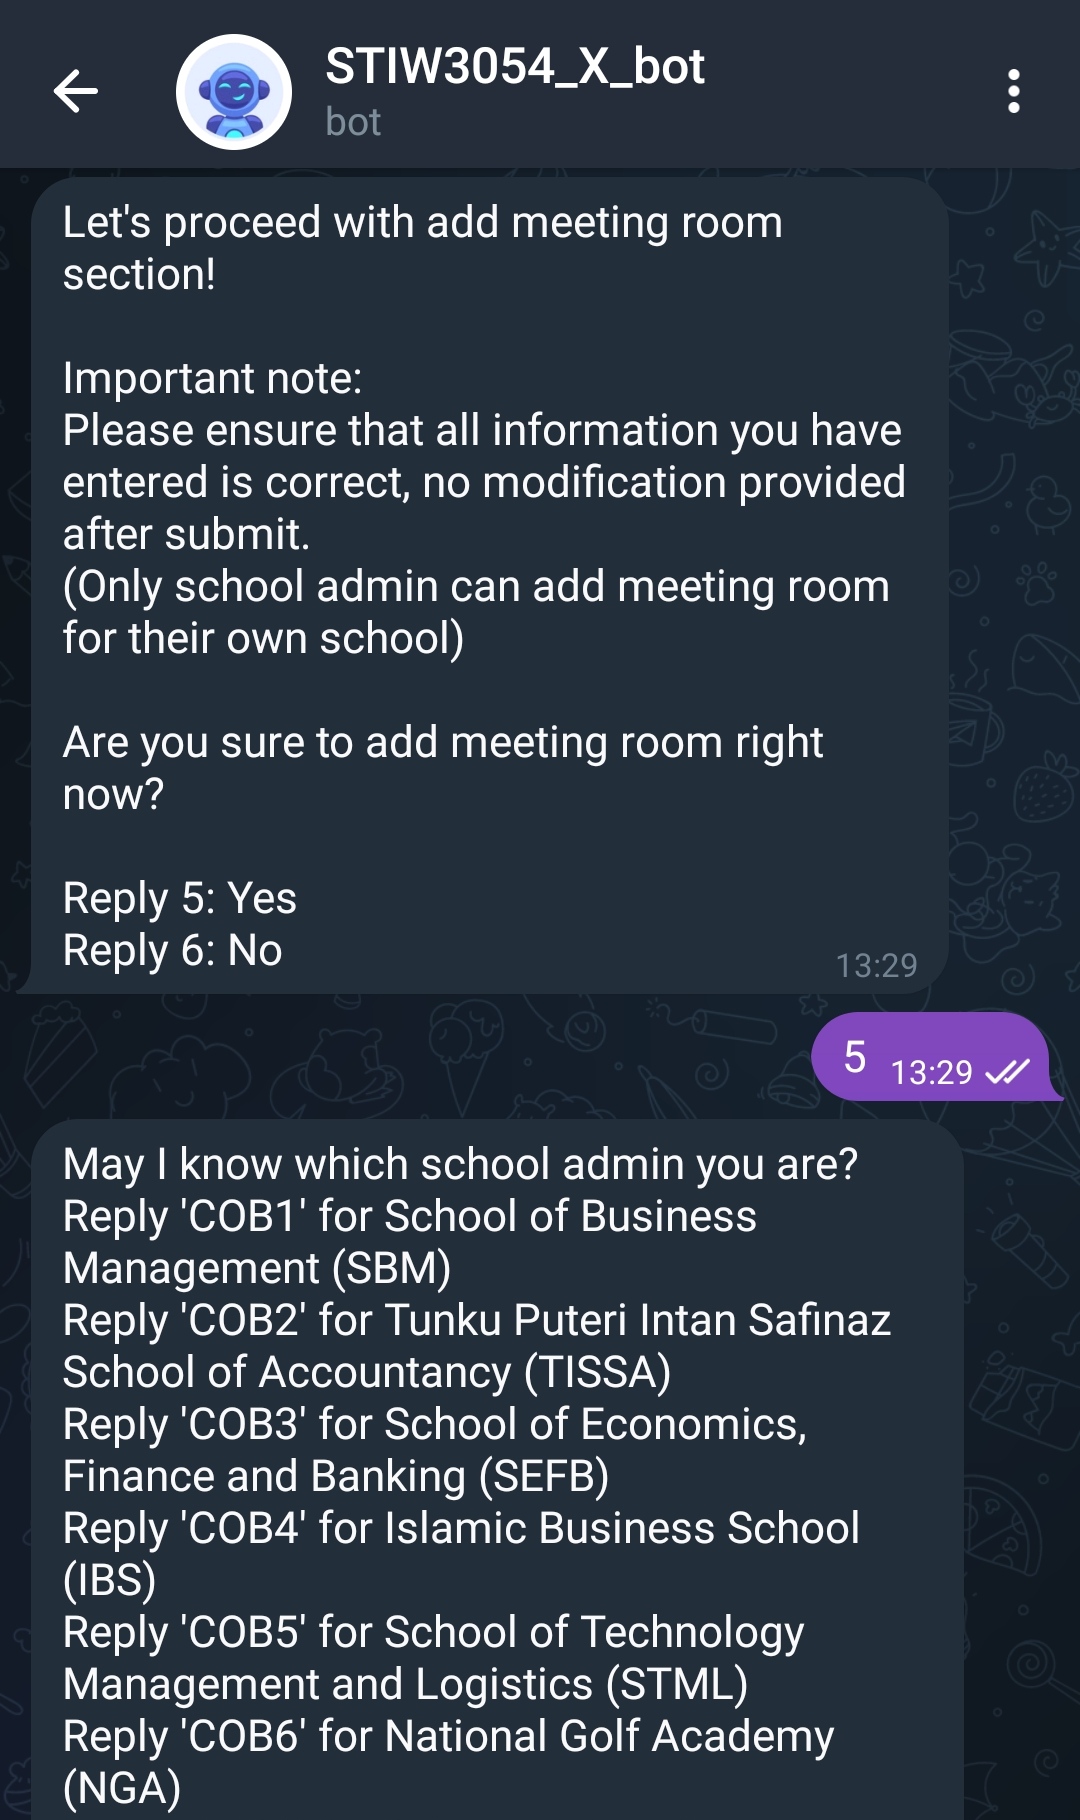 STIW3054_X_bot
bot
Let's proceed with add meeting room
section!
Important note:
Please ensure that all information you have
entered is correct, no modification provided
after submit.
(Only school admin can add meeting room
for their own school)
Are you sure to add meeting room right
now?
Reply 5: Yes
Reply 6: No
13:29
5 13:29
May I know which school admin you are?
Reply 'COB1' for School of Business
Management (SBM)
Reply 'COB2' for Tunku Puteri Intan Safinaz
School of Accountancy (TISSA)
Reply 'COB3' for School of Economics,
Finance and Banking (SEFB)
Reply 'COB4' for Islamic Business School
(IBS)
Reply 'COB5' for School of Technology
Management and Logistics (STML)
Reply 'COB6' for National Golf Academy
(NGA)